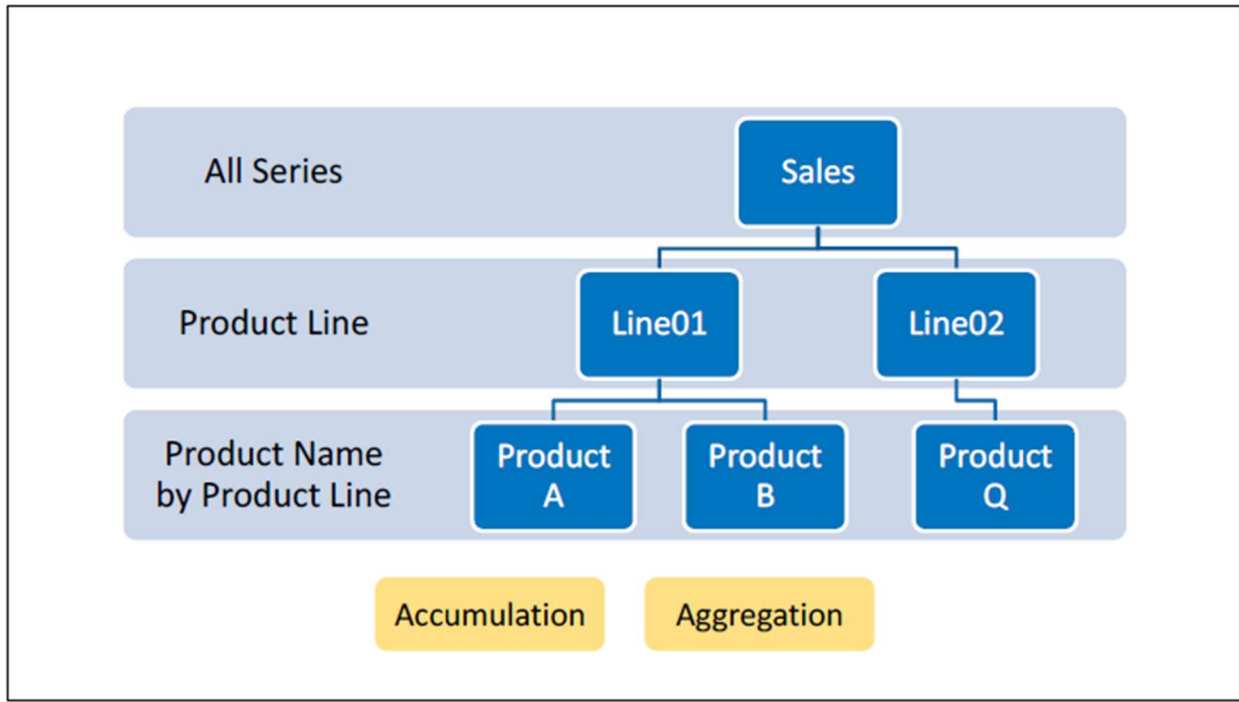 All Series
Sales
Product Line
Line01
Line02
Product Name
by Product Line
Product
A
Product
B
Product
Q
Accumulation
Aggregation